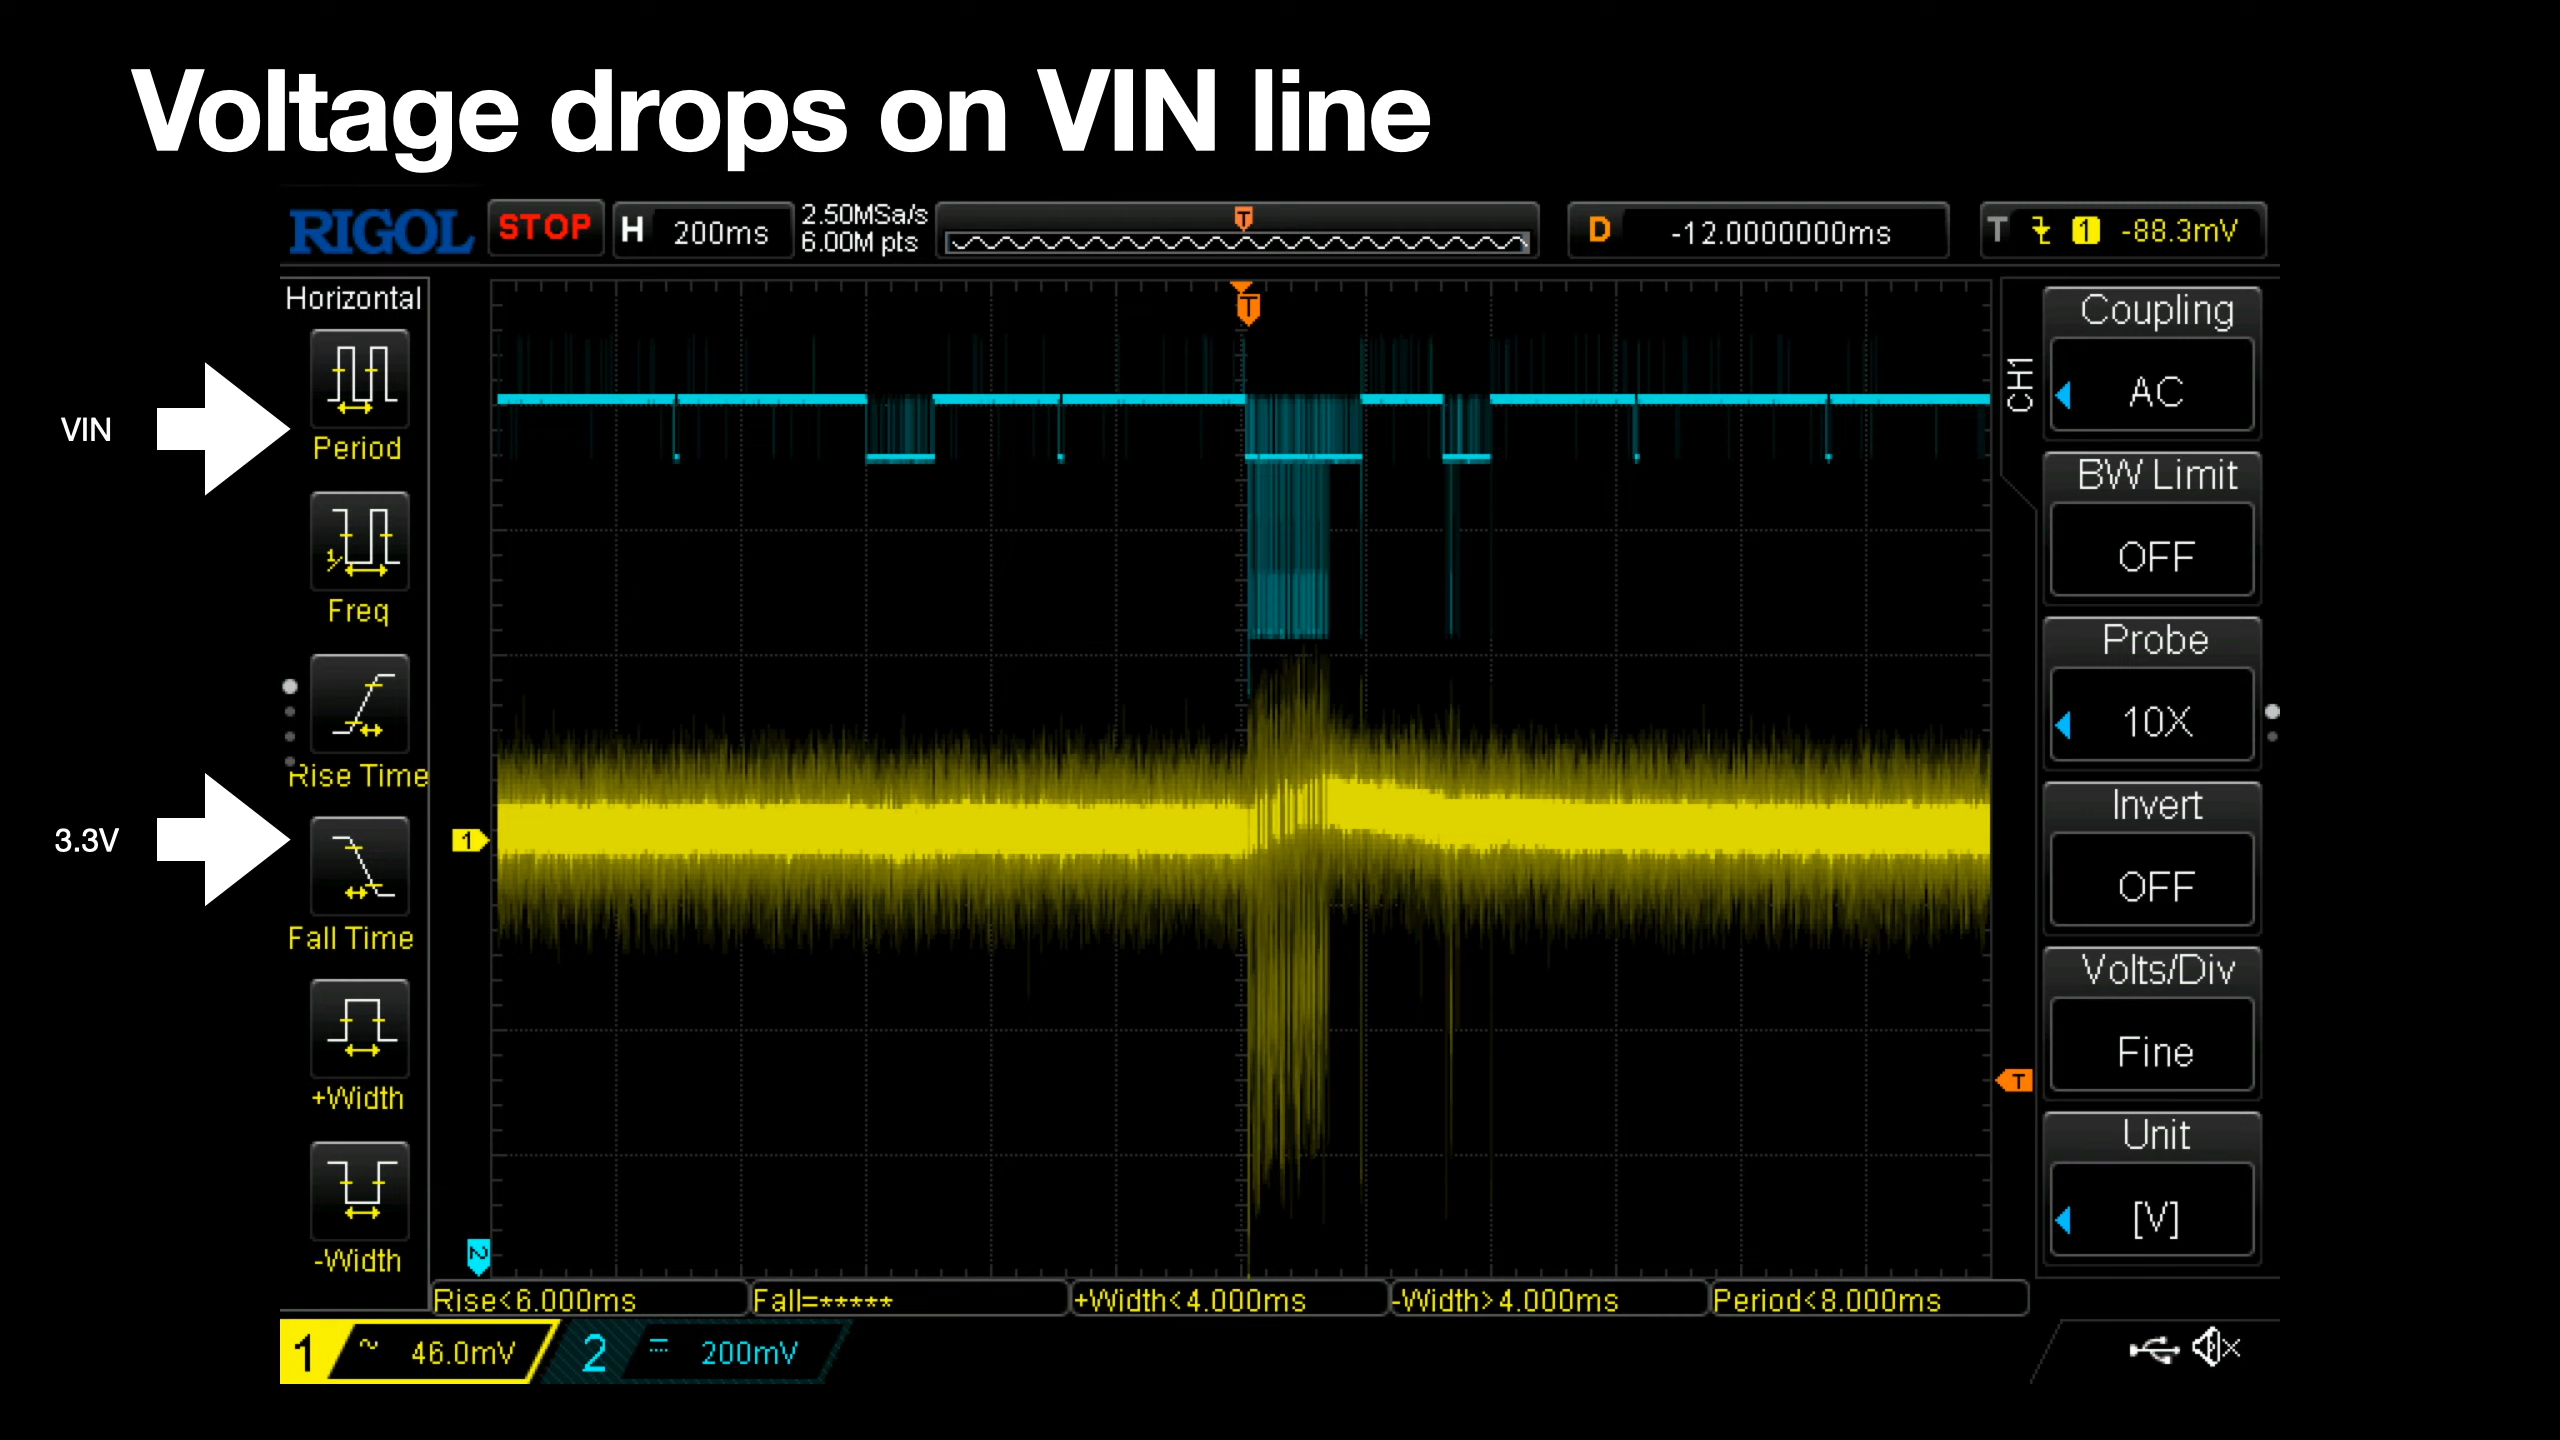 Voltage drops on VIN line
RIGOL STOP H 200ms 2.50MSa/s 6.00M pts T D -12.0000000ms T 1 -88.3mV
Horizontal
T
Coupling
AC
CH1
VIN
Period
BW Limit
OFF
Freq
Probe
10X
Rise Time
Invert
OFF
3.3V
1
Fall Time
Volts/Div
Fine
T
+Width
Unit
[V]
-Width
2
Rise<6.000ms Fall=***** +Width<4.000ms -Width>4.000ms Period<8.000ms
1 ~ 46.0mV 2 200mV